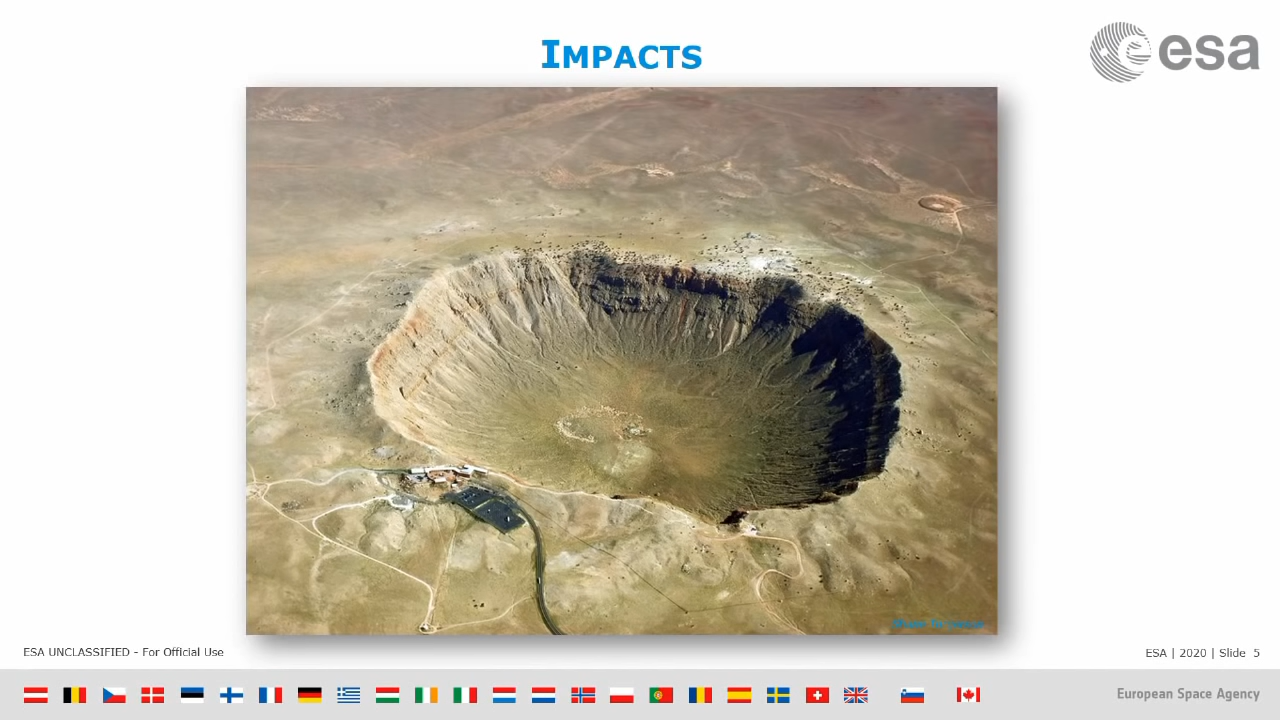 IMPACTS
esa
ESA UNCLASSIFIED - For Official Use
ESA | 2020 | Slide 5
European Space Agency